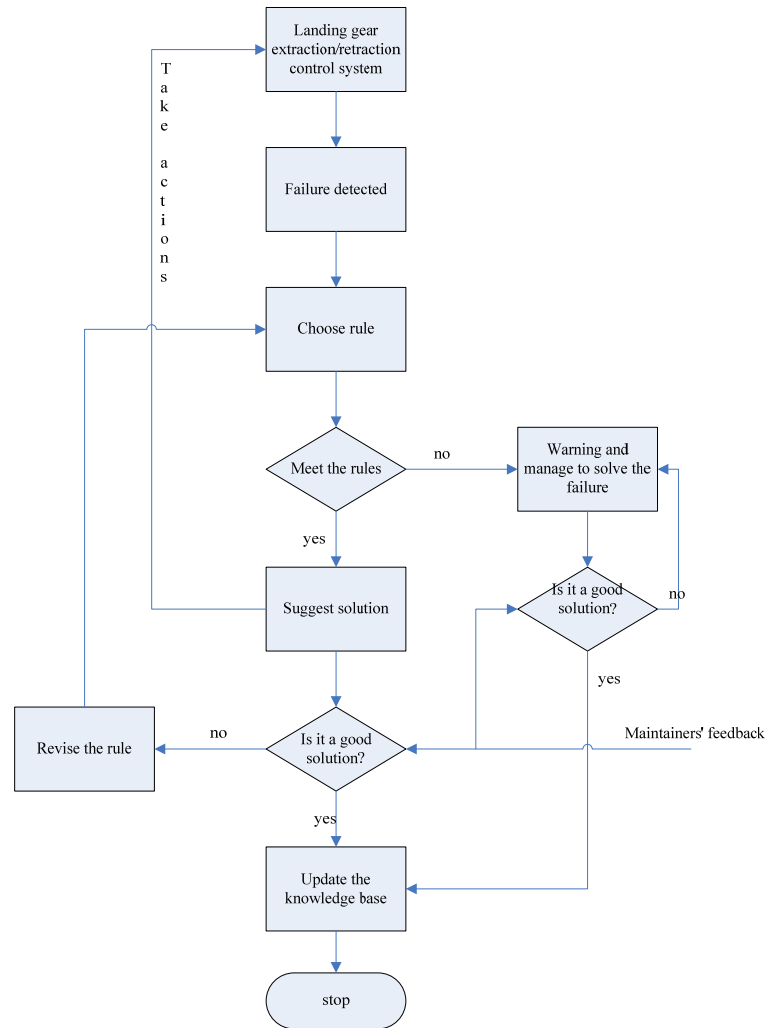 Landing gear
extraction/retraction
control system
Take actions
Failure detected
Choose rule
Meet the rules
no
Warning and
manage to solve the
failure
yes
Suggest solution
Is it a good
solution?
no
yes
Revise the rule
no
Is it a good
solution?
Maintainers' feedback
yes
Update the
knowledge base
stop